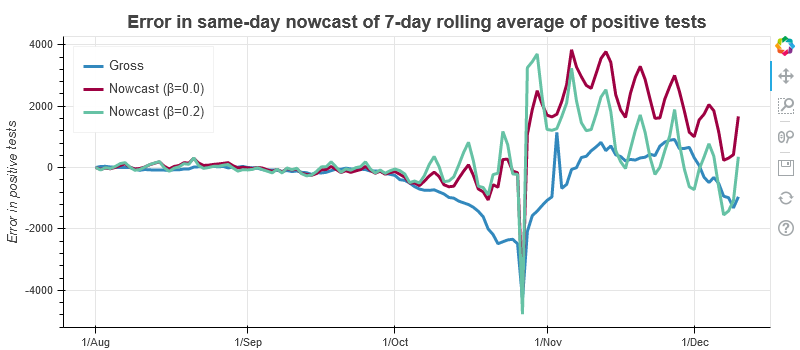 Error in same-day nowcast of 7-day rolling average of positive tests
Gross
Nowcast (β=0.0)
Nowcast (β=0.2)
Error in positive tests
4000
2000
0
-2000
-4000
1/Aug
1/Sep
1/Oct
1/Nov
1/Dec